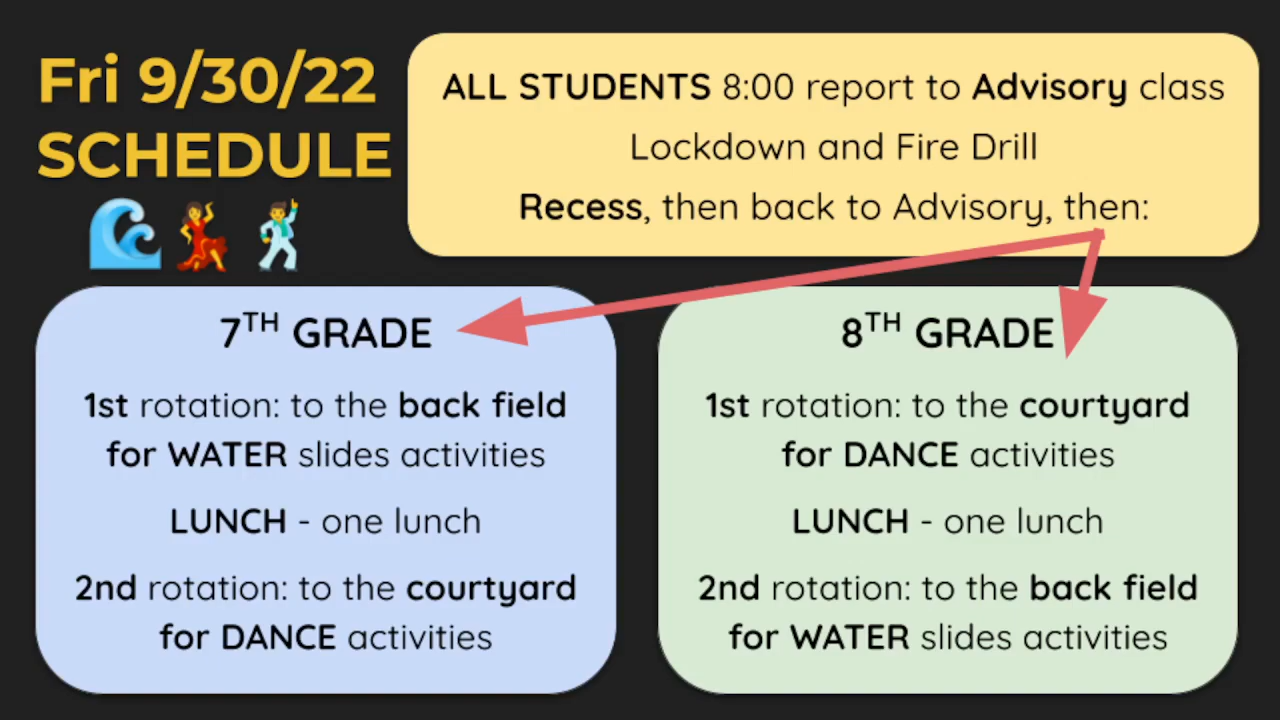 Fri 9/30/22
SCHEDULE
ALL STUDENTS 8:00 report to Advisory class
Lockdown and Fire Drill
Recess, then back to Advisory, then:
7TH GRADE
1st rotation: to the back field
for WATER slides activities
LUNCH - one lunch
2nd rotation: to the courtyard
for DANCE activities
8TH GRADE
1st rotation: to the courtyard
for DANCE activities
LUNCH - one lunch
2nd rotation: to the back field
for WATER slides activities